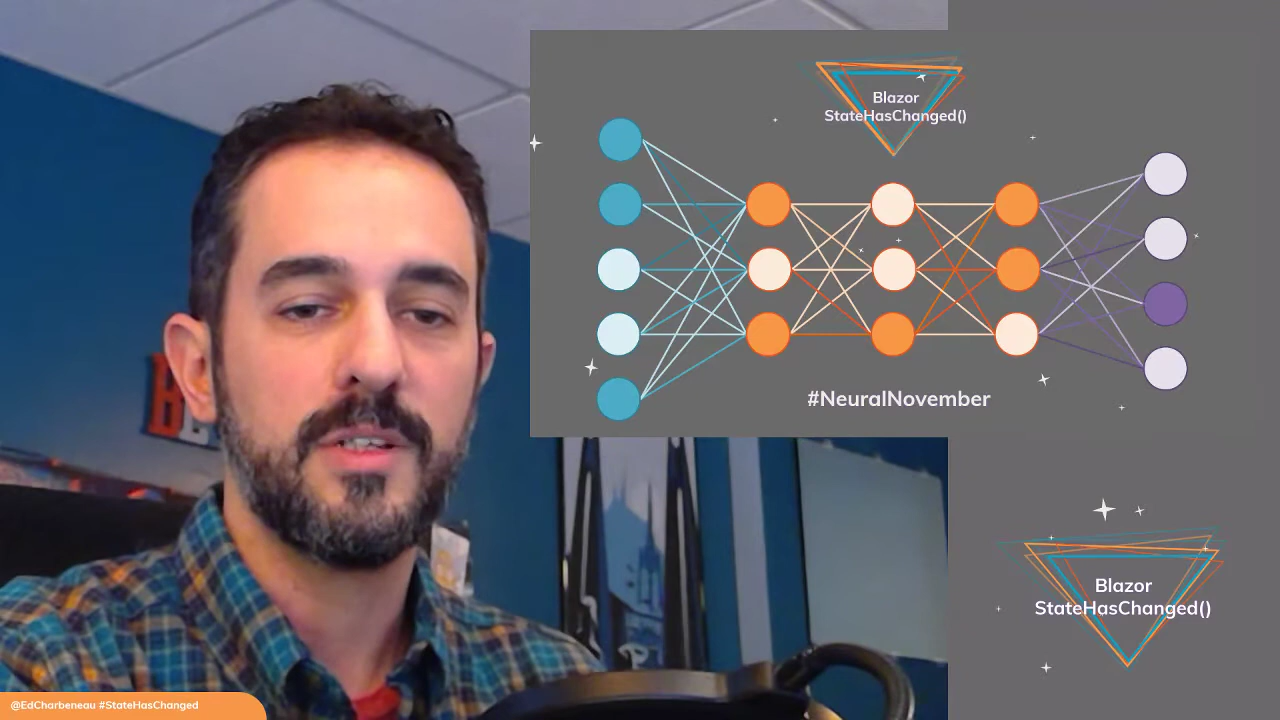 Blazor
StateHasChanged()
#NeuralNovember
Blazor
StateHasChanged()
@EdCharbeneau #StateHasChanged